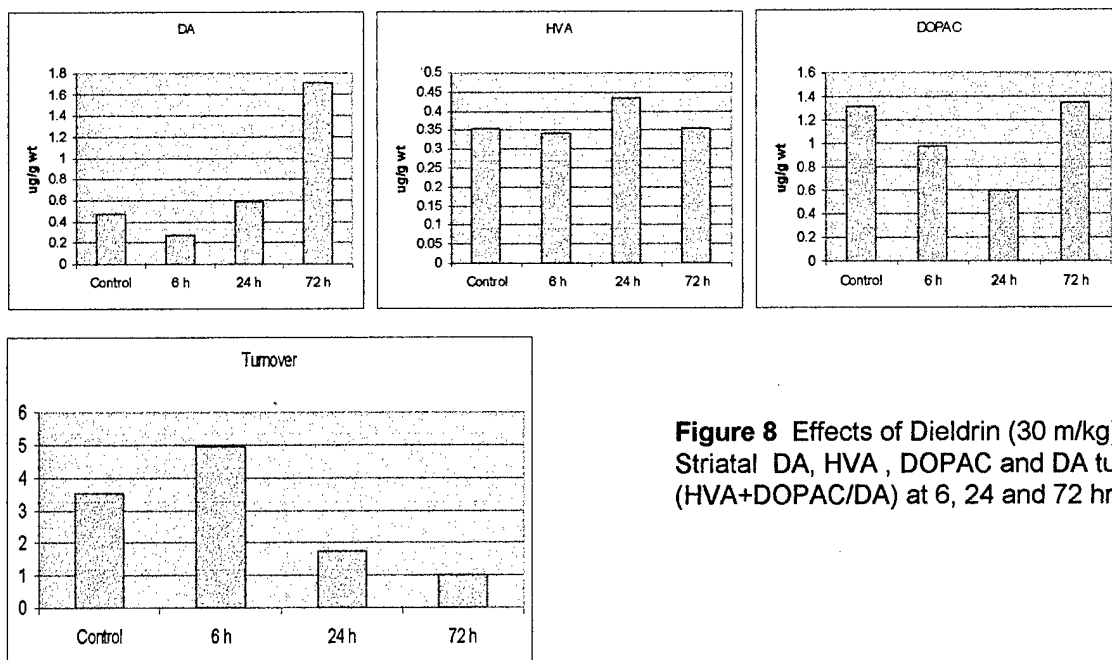 DA
1.8
1.6
1.4
1.2
1
0.8
0.6
0.4
0.2
0
ug/g wt
Control 6 h 24 h 72 h
HVA
0.5
0.45
0.4
0.35
0.3
0.25
0.2
0.15
0.1
0.05
0
ug/g wt
Control 6 h 24 h 72 h
DOPAC
1.6
1.4
1.2
1
0.8
0.6
0.4
0.2
0
ug/g wt
Control 6 h 24 h 72 h
Turnover
6
5
4
3
2
1
0
Control 6 h 24 h 72 h
Figure 8 Effects of Dieldrin (30 m/kg)
Striatal DA, HVA , DOPAC and DA tu
(HVA+DOPAC/DA) at 6, 24 and 72 hr